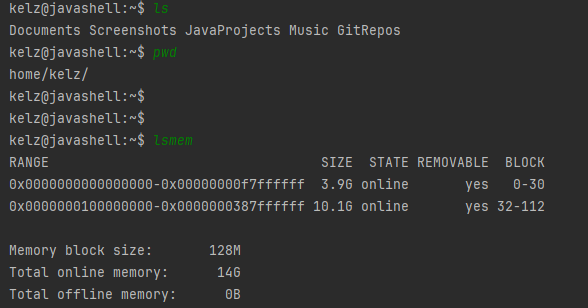 kelz@javashell:~$ ls
Documents Screenshots JavaProjects Music GitRepos
kelz@javashell:~$ pwd
home/kelz/
kelz@javashell:~$
kelz@javashell:~$
kelz@javashell:~$ lsmem
RANGE                                  SIZE  STATE REMOVABLE  BLOCK
0x0000000000000000-0x00000000f7ffffff  3.9G online       yes   0-30
0x0000000100000000-0x0000000387ffffff 10.1G online       yes 32-112
Memory block size:       128M
Total online memory:      14G
Total offline memory:      0B